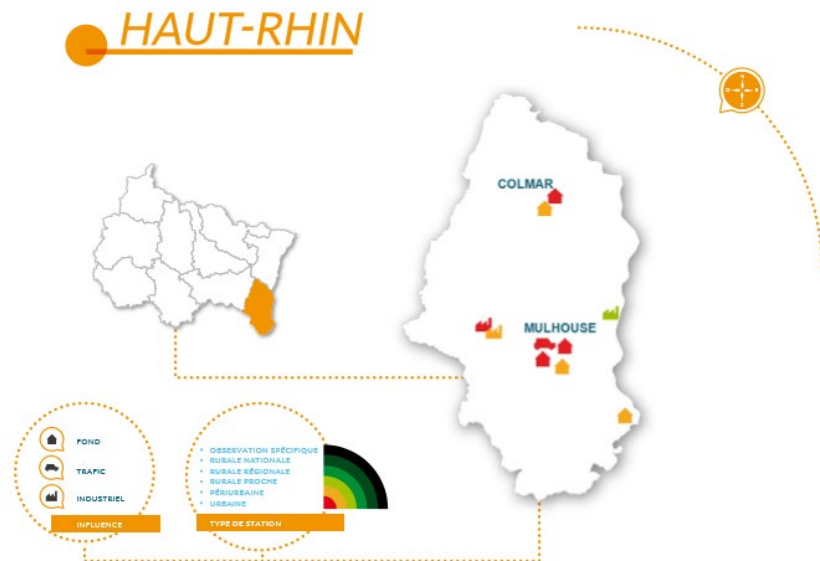 HAUT-RHIN
COLMAR
MULHOUSE
FOND
TRAFIC
INDUSTRIEL
INFLUENCE
• OBSERVATION SPÉCIFIQUE
• RURALE NATIONALE
• RURALE RÉGIONALE
• RURALE PROCHE
• PÉRIURBAINE
• URBAINE
TYPE DE STATION